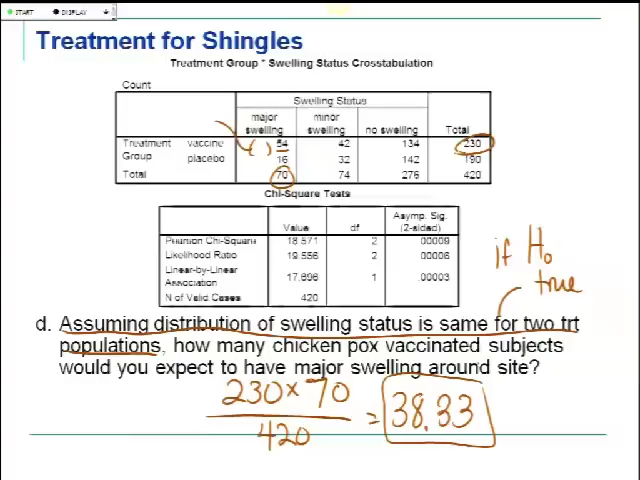 START DISPLAY
Treatment for Shingles
Treatment Group * Swelling Status Crosstabulation
Count
Swelling Status
major swelling minor swelling no swelling Total
Treatment Group vaccine 54 42 134 230
placebo 16 32 142 190
Total 70 74 276 420
( )
Chi-Square Tests
Value df Asymp. Sig. (2-sided)
Pearson Chi-Square 18.571 2 .00009
Likelihood Ratio 19.556 2 .00006
Linear-by-Linear Association 17.696 1 .00003
N of Valid Cases 420
if H₀
true
d. Assuming distribution of swelling status is same for two trt
populations, how many chicken pox vaccinated subjects
would you expect to have major swelling around site?
230 × 70
420
= 38.33